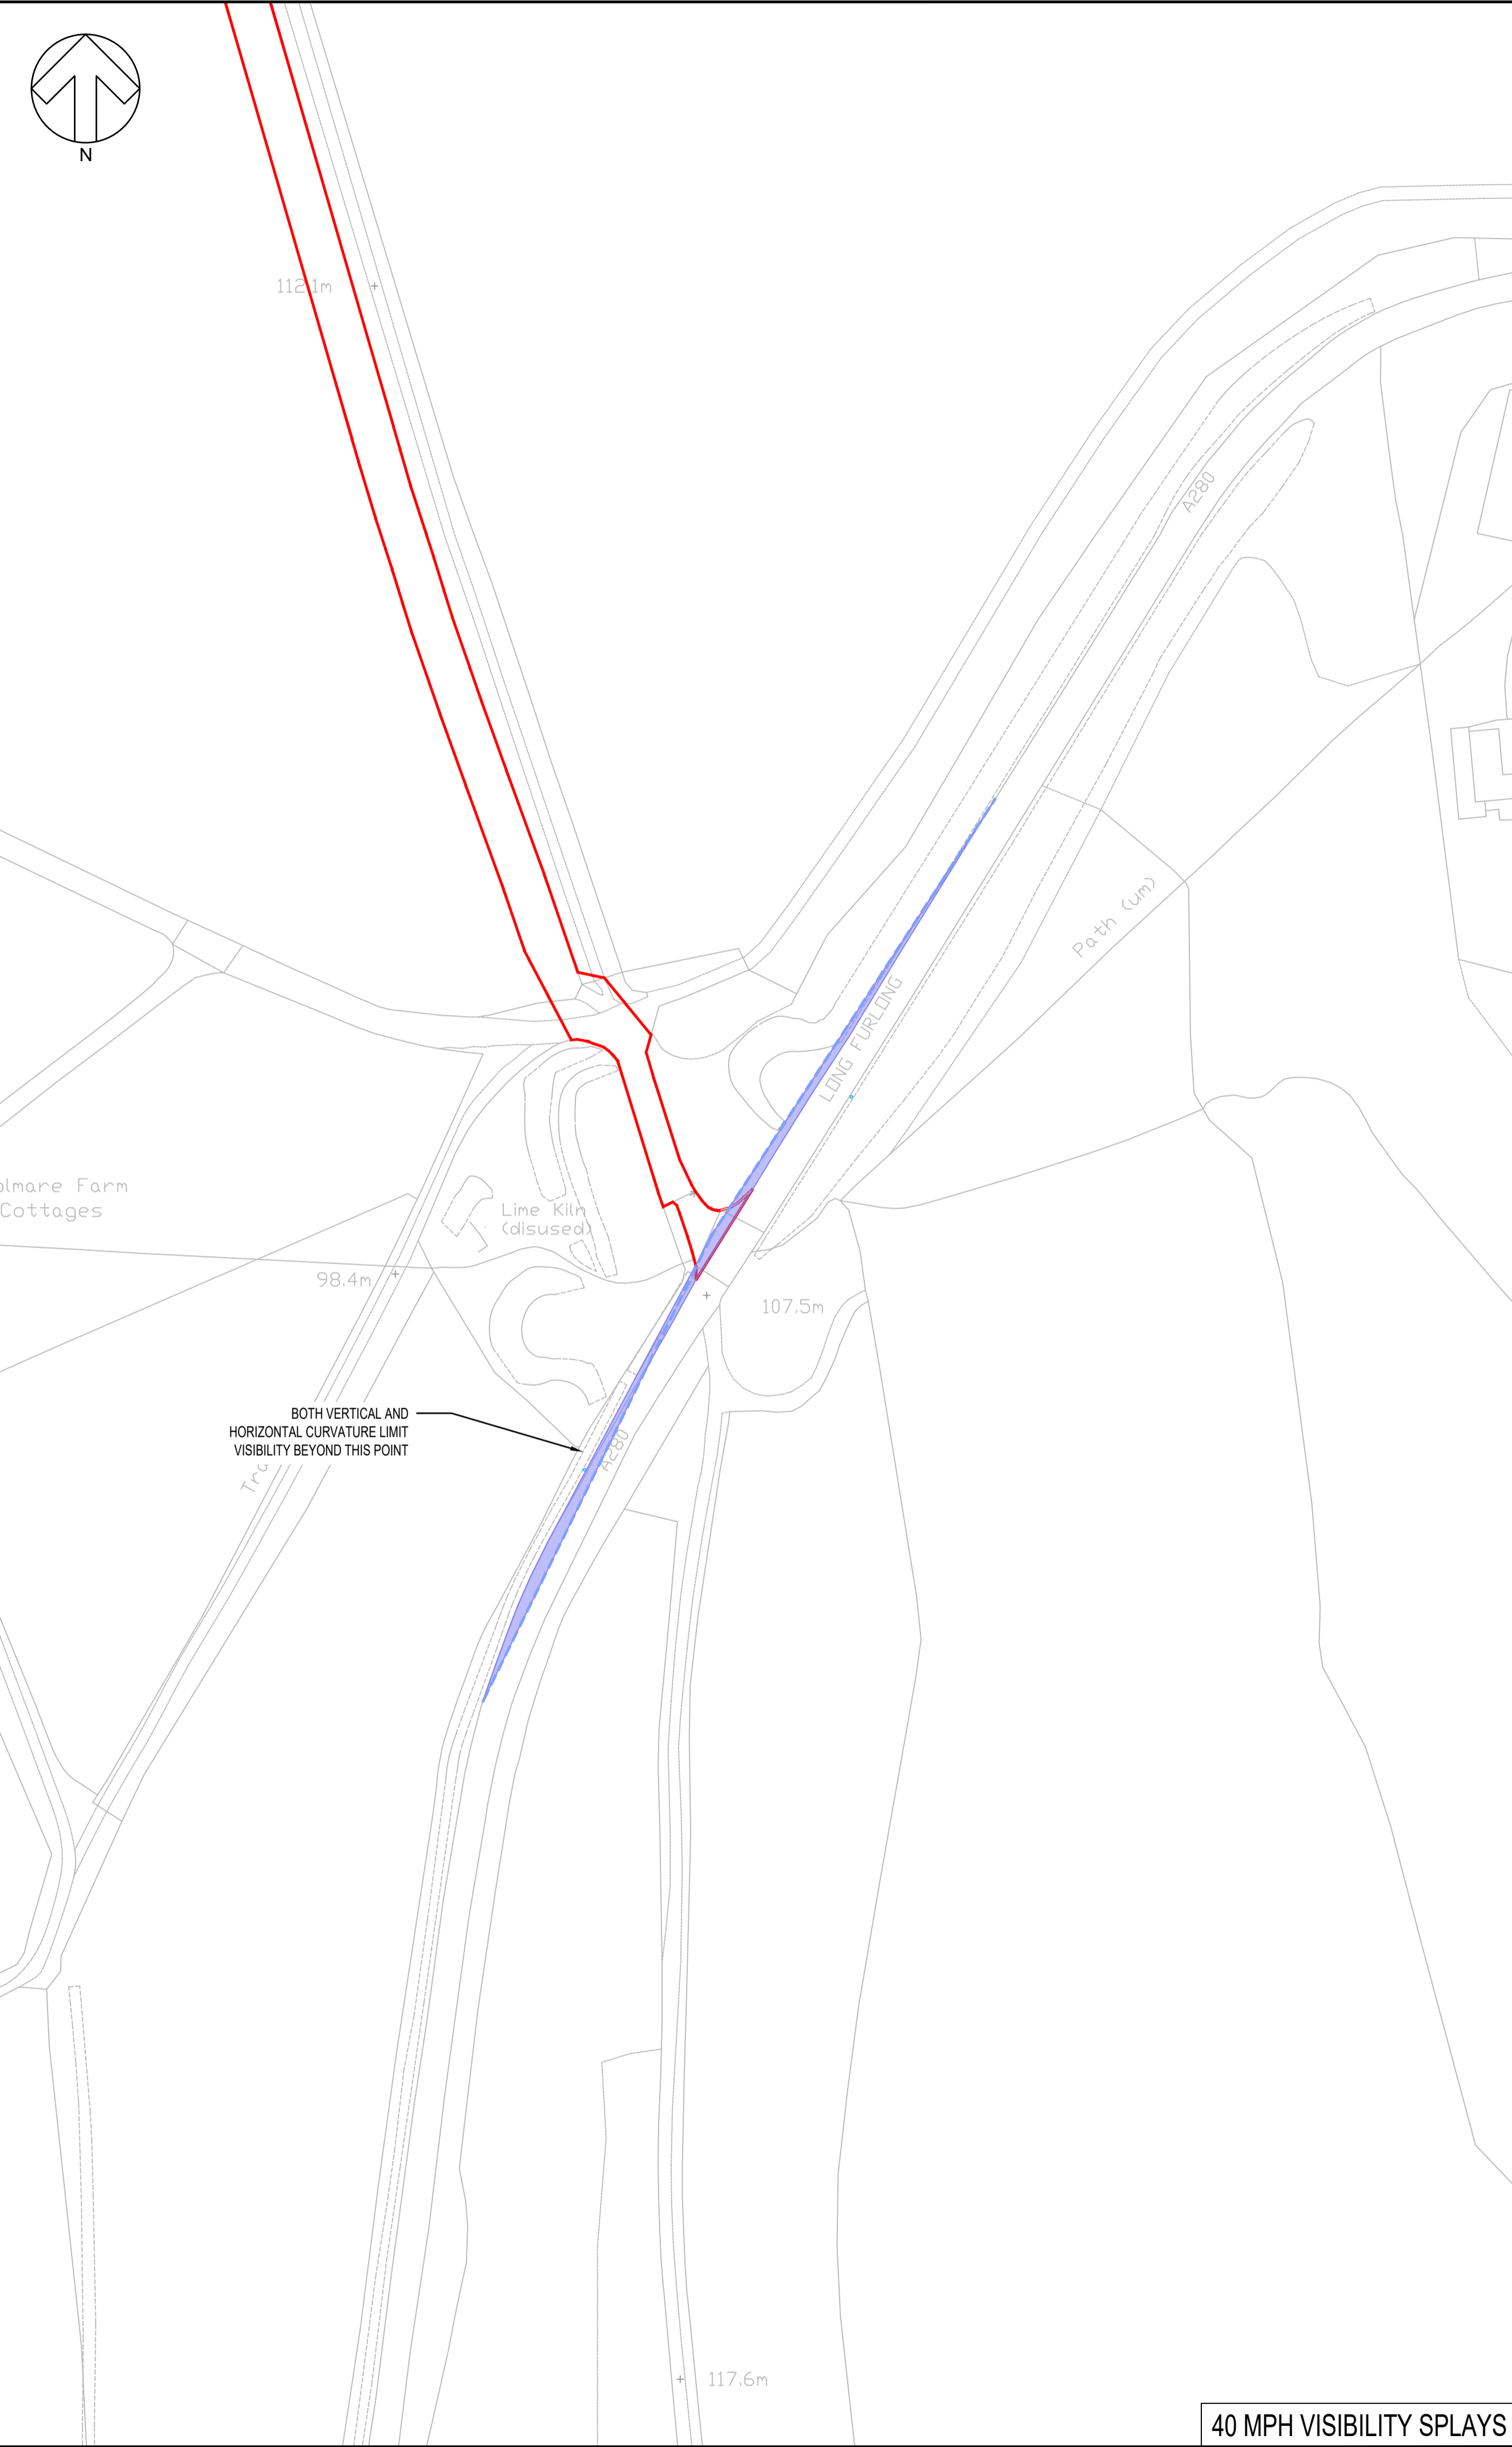 N
112.1m
A280
Path (um)
LONG FURLONG
olmare Farm
Cottages
Lime Kiln
(disused)
98.4m
107.5m
BOTH VERTICAL AND
HORIZONTAL CURVATURE LIMIT
VISIBILITY BEYOND THIS POINT
A280
117.6m
40 MPH VISIBILITY SPLAYS